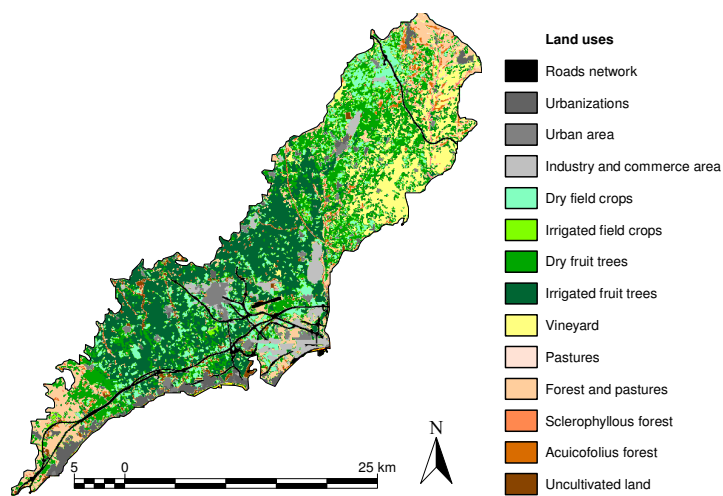 Land uses
Roads network
Urbanizations
Urban area
Industry and commerce area
Dry field crops
Irrigated field crops
Dry fruit trees
Irrigated fruit trees
Vineyard
Pastures
Forest and pastures
Sclerophyllous forest
Acuicofolius forest
Uncultivated land
N
5 0 25 km